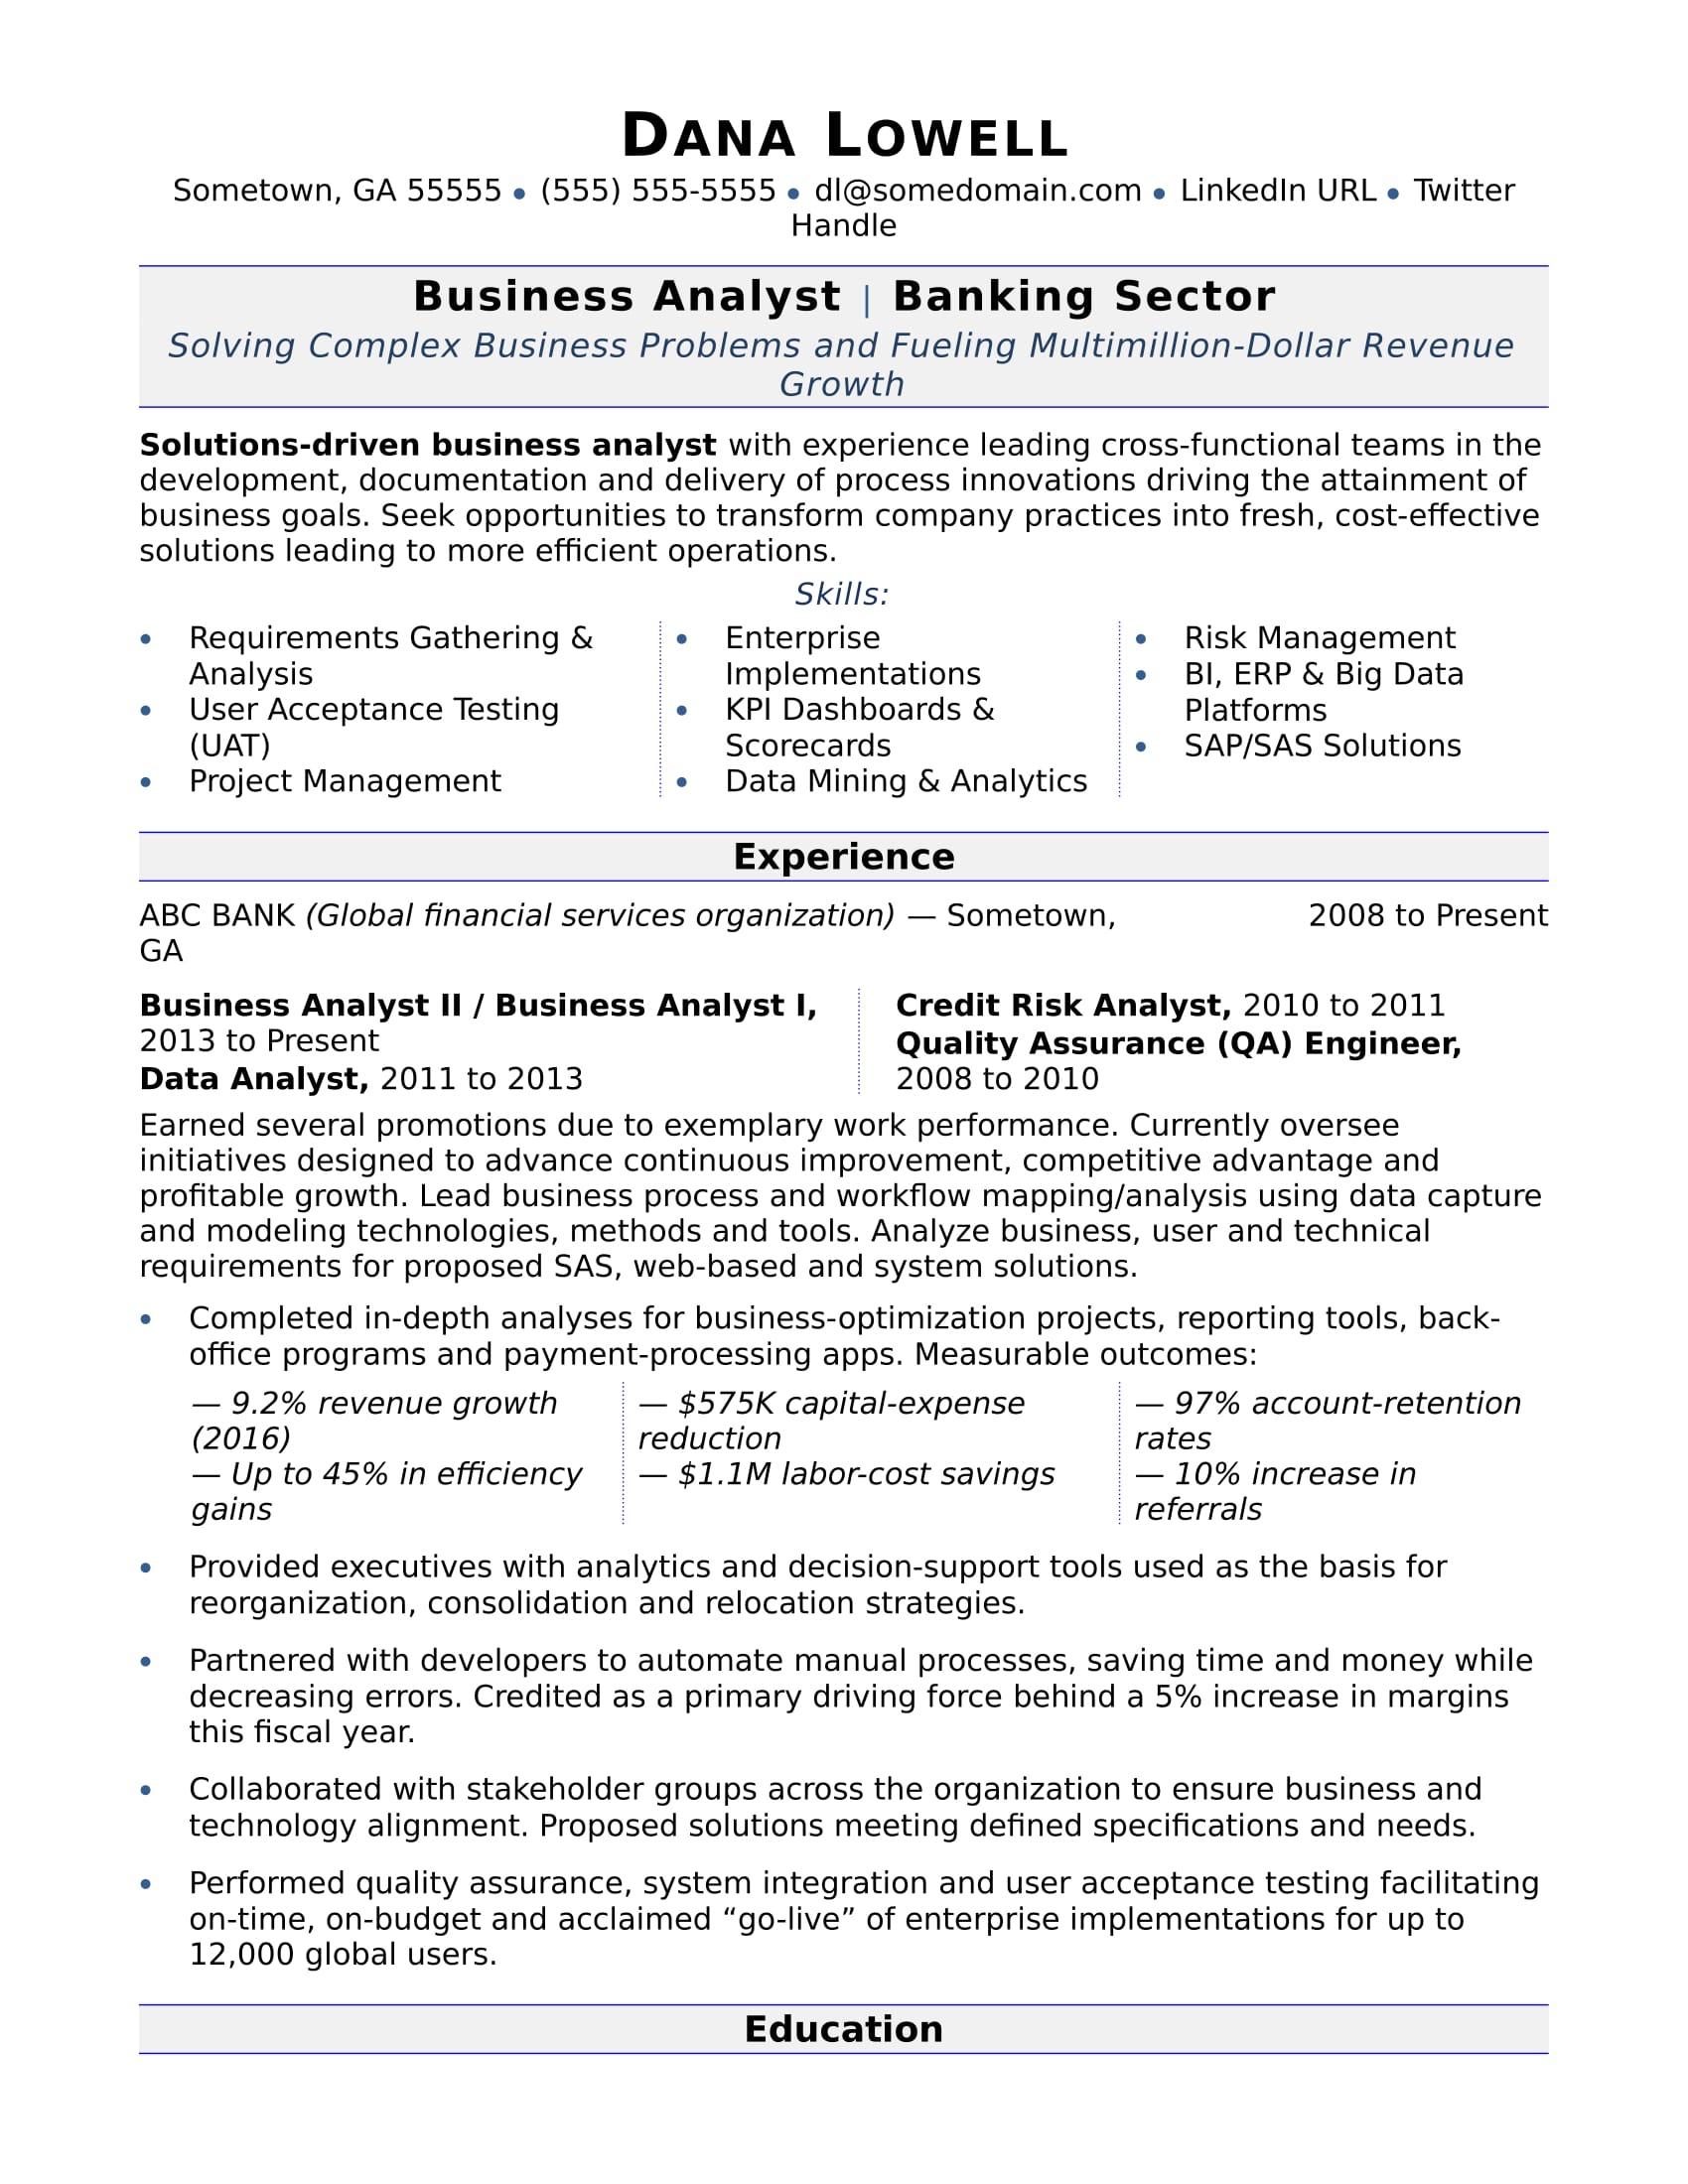 DANA LOWELL
Sometown, GA 55555 • (555) 555-5555 • dl@somedomain.com • LinkedIn URL • Twitter
Handle
Business Analyst | Banking Sector
Solving Complex Business Problems and Fueling Multimillion-Dollar Revenue
Growth
Solutions-driven business analyst with experience leading cross-functional teams in the
development, documentation and delivery of process innovations driving the attainment of
business goals. Seek opportunities to transform company practices into fresh, cost-effective
solutions leading to more efficient operations.
Skills:
• Requirements Gathering &
Analysis
• User Acceptance Testing
(UAT)
• Project Management
• Enterprise
Implementations
• KPI Dashboards &
Scorecards
• Data Mining & Analytics
• Risk Management
• BI, ERP & Big Data
Platforms
• SAP/SAS Solutions
Experience
ABC BANK (Global financial services organization) — Sometown, 2008 to Present
GA
Business Analyst II / Business Analyst I,
2013 to Present
Data Analyst, 2011 to 2013
Credit Risk Analyst, 2010 to 2011
Quality Assurance (QA) Engineer,
2008 to 2010
Earned several promotions due to exemplary work performance. Currently oversee
initiatives designed to advance continuous improvement, competitive advantage and
profitable growth. Lead business process and workflow mapping/analysis using data capture
and modeling technologies, methods and tools. Analyze business, user and technical
requirements for proposed SAS, web-based and system solutions.
• Completed in-depth analyses for business-optimization projects, reporting tools, back-
office programs and payment-processing apps. Measurable outcomes:
— 9.2% revenue growth
(2016)
— Up to 45% in efficiency
gains
— $575K capital-expense
reduction
— $1.1M labor-cost savings
— 97% account-retention
rates
— 10% increase in
referrals
• Provided executives with analytics and decision-support tools used as the basis for
reorganization, consolidation and relocation strategies.
• Partnered with developers to automate manual processes, saving time and money while
decreasing errors. Credited as a primary driving force behind a 5% increase in margins
this fiscal year.
• Collaborated with stakeholder groups across the organization to ensure business and
technology alignment. Proposed solutions meeting defined specifications and needs.
• Performed quality assurance, system integration and user acceptance testing facilitating
on-time, on-budget and acclaimed “go-live” of enterprise implementations for up to
12,000 global users.
Education